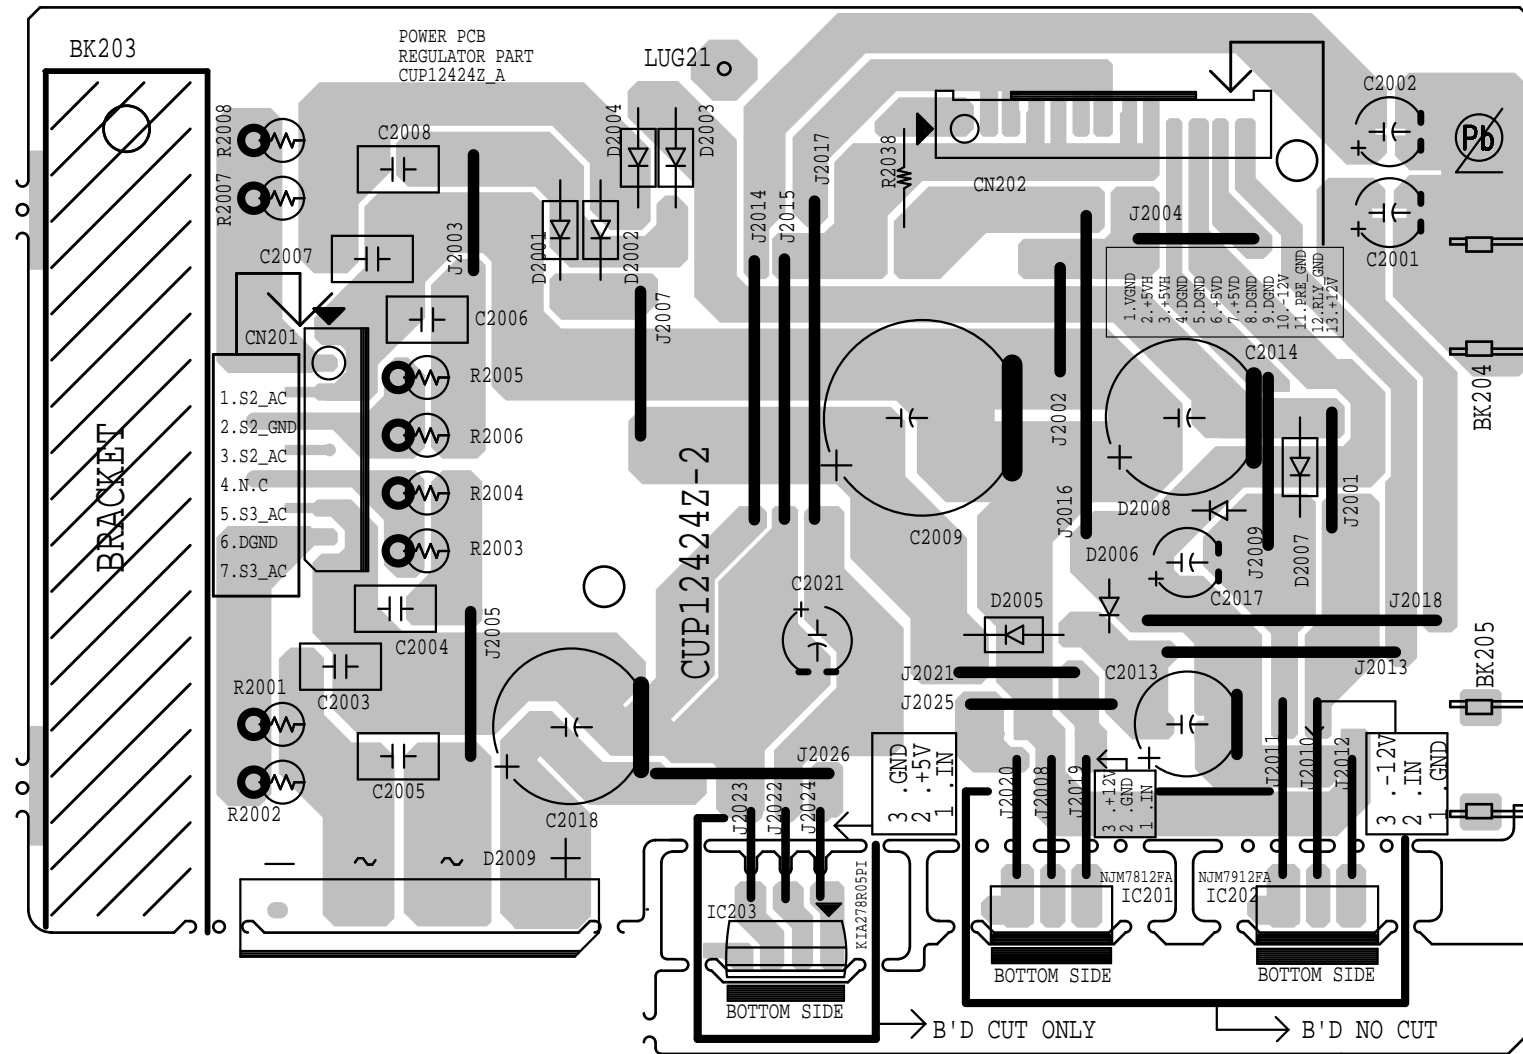 BK203
POWER PCB
REGULATOR PART
CUP12424Z_A
LUG21
C2002
Pb
R2008
C2008
D2004
D2003
J2017
R2038
CN202
R2007
J2014
J2015
J2004
C2007
J2003
D2001
D2002
C2001
1.VGND
2.+5VH
3.+5VH
4.DGND
5.DGND
6.+5VD
7.+5VD
8.DGND
9.DGND
10.-12V
11.PRE_GND
12.RLY_GND
13.+12V
J2007
C2006
CN201
C2014
R2005
BK204
1.S2_AC
2.S2_GND
3.S2_AC
4.N.C
5.S3_AC
6.DGND
7.S3_AC
J2002
R2006
BRACKET
CUP12424Z-2
R2004
J2016
D2008
J2001
C2009
R2003
D2006
J2009
D2007
C2021
C2017
D2005
J2018
C2004
J2005
BK205
J2021
C2013
J2013
R2001
C2003
J2025
J2026
3 .GND
2 .+5V
1 .IN
J2011
J2010
J2012
3 .-12V
2 .IN
1 .GND
J2020
J2008
J2019
3 .+12V
2 .GND
1 .IN
C2005
R2002
J2023
J2022
J2024
C2018
− ~ ~ D2009 +
IC203
KIA278R05PI
NJM7812FA
IC201
NJM7912FA
IC202
BOTTOM SIDE
BOTTOM SIDE
BOTTOM SIDE
B'D CUT ONLY
B'D NO CUT